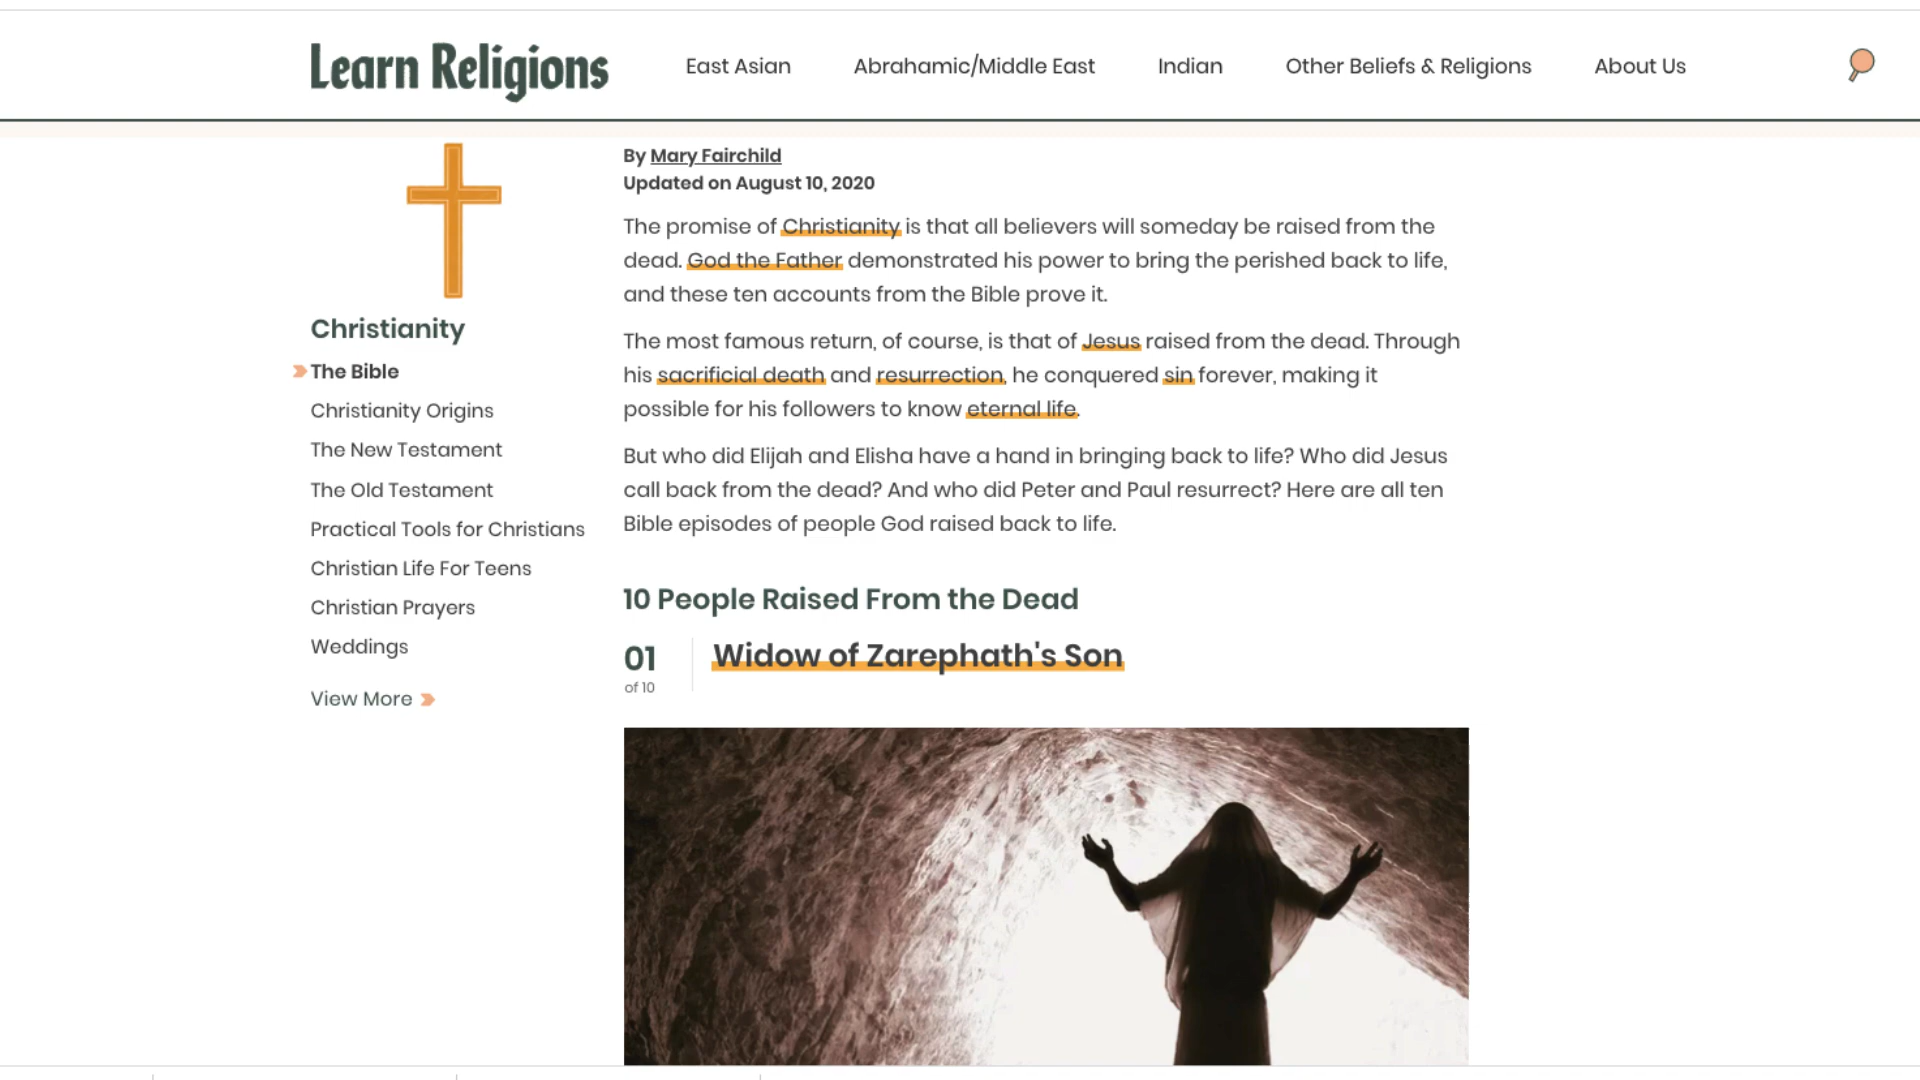 Learn Religions
East Asian
Abrahamic/Middle East
Indian
Other Beliefs & Religions
About Us
Christianity
The Bible
Christianity Origins
The New Testament
The Old Testament
Practical Tools for Christians
Christian Life For Teens
Christian Prayers
Weddings
View More
By Mary Fairchild
Updated on August 10, 2020
The promise of Christianity is that all believers will someday be raised from the
dead. God the Father demonstrated his power to bring the perished back to life,
and these ten accounts from the Bible prove it.
The most famous return, of course, is that of Jesus raised from the dead. Through
his sacrificial death and resurrection, he conquered sin forever, making it
possible for his followers to know eternal life.
But who did Elijah and Elisha have a hand in bringing back to life? Who did Jesus
call back from the dead? And who did Peter and Paul resurrect? Here are all ten
Bible episodes of people God raised back to life.
10 People Raised From the Dead
01
of 10
Widow of Zarephath's Son